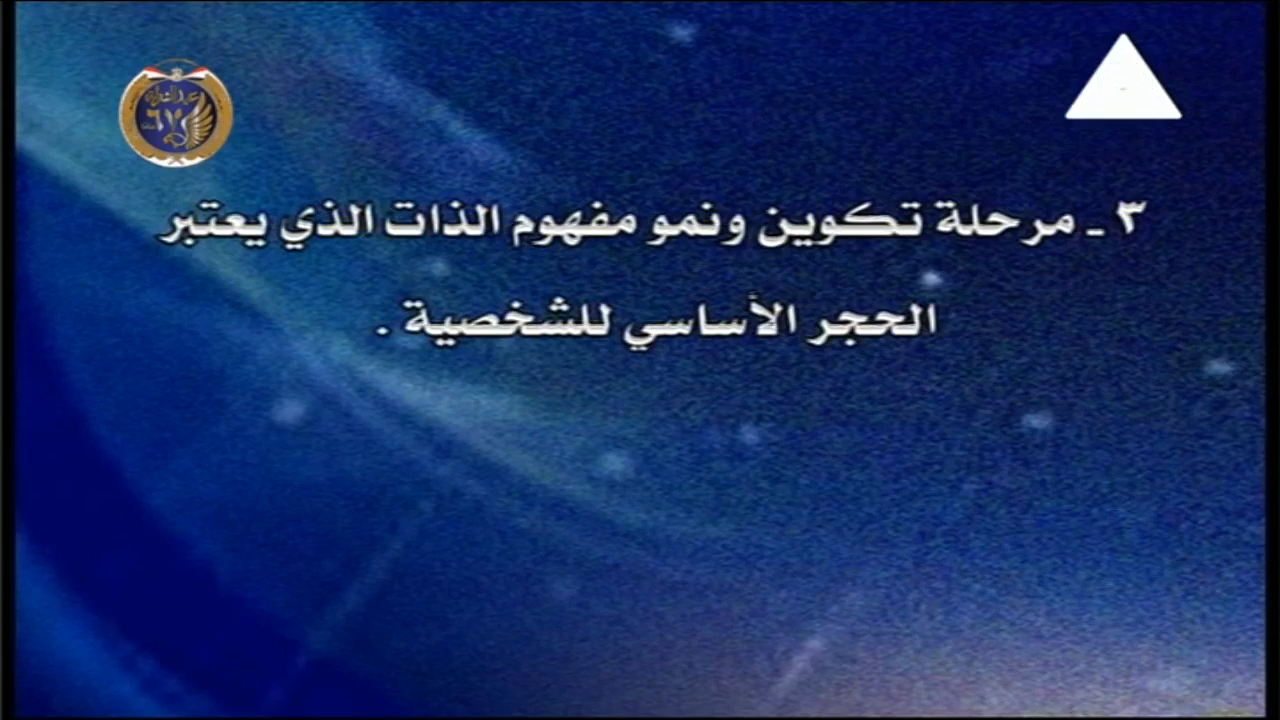 ٣ - مرحلة تكوين ونمو مفهوم الذات الذي يعتبر
الحجر الأساسي للشخصية .